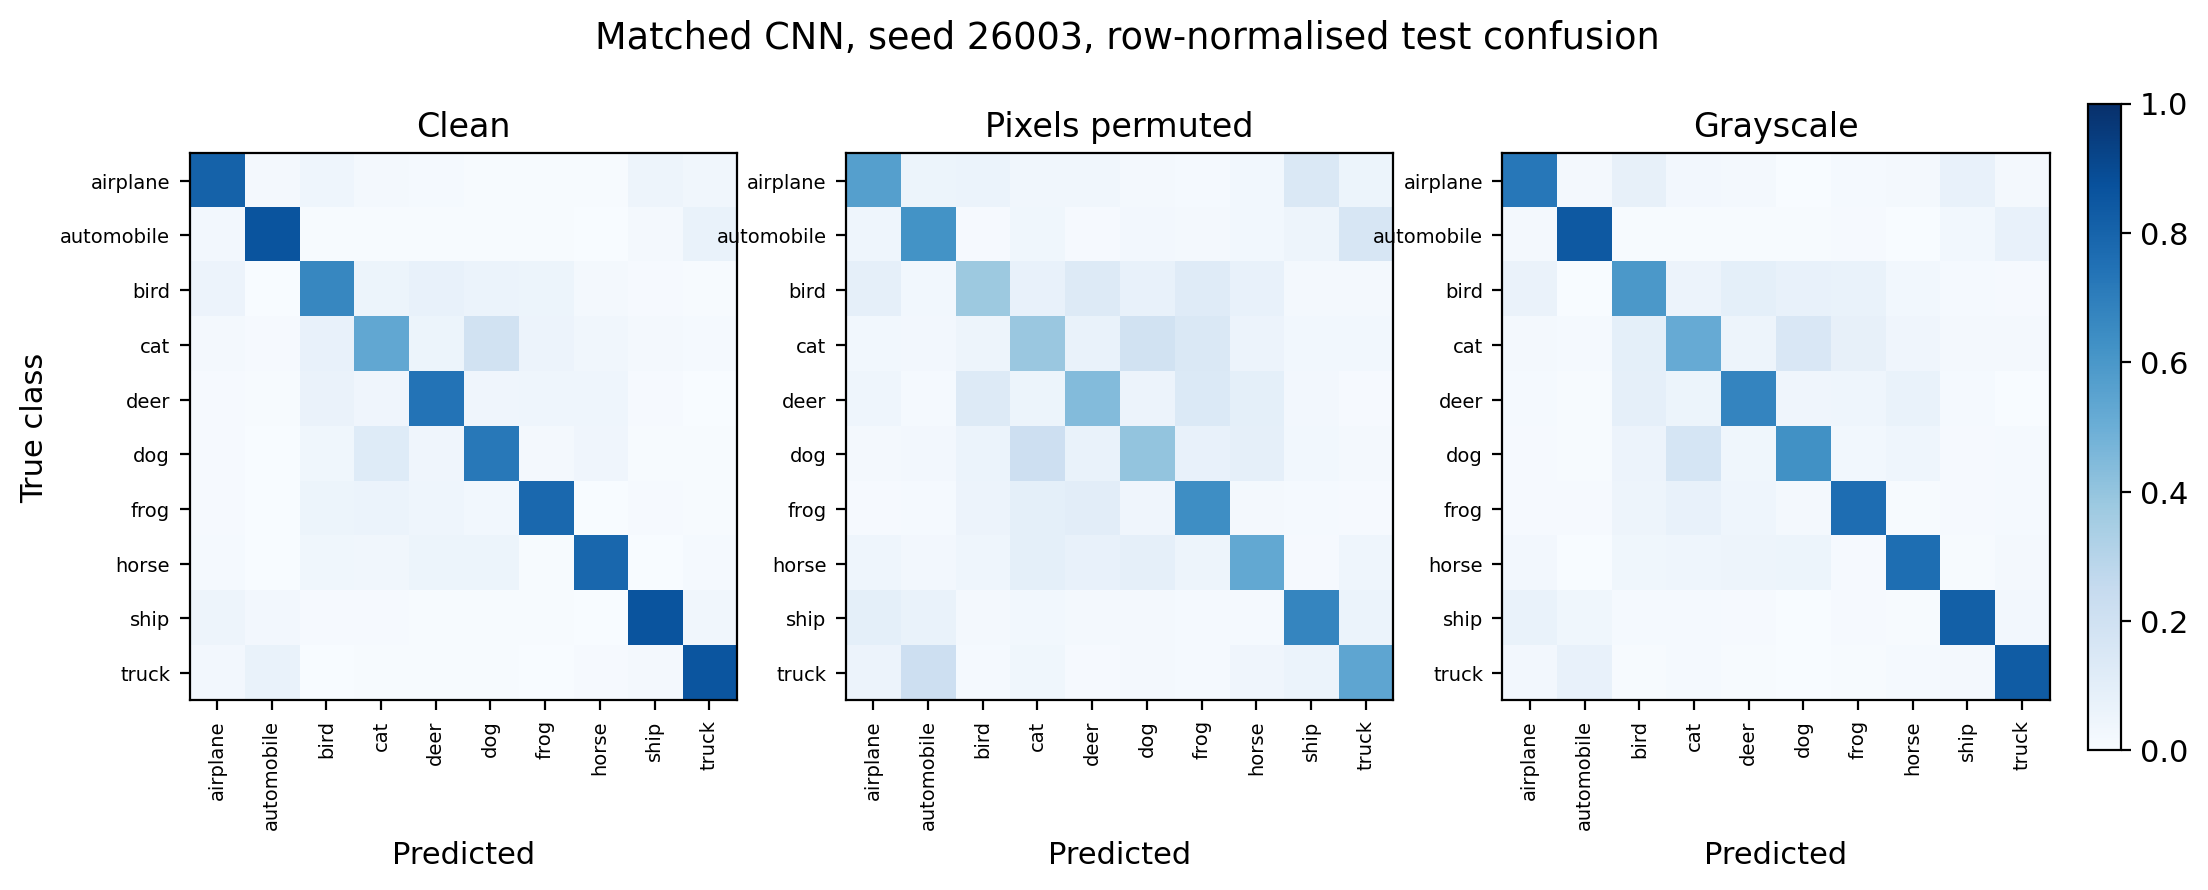 Matched CNN, seed 26003, row-normalised test confusion
Clean
Pixels permuted
Grayscale
True class
airplane
automobile
bird
cat
deer
dog
frog
horse
ship
truck
airplane
automobile
bird
cat
deer
dog
frog
horse
ship
truck
Predicted
airplane
automobile
bird
cat
deer
dog
frog
horse
ship
truck
airplane
automobile
bird
cat
deer
dog
frog
horse
ship
truck
Predicted
airplane
automobile
bird
cat
deer
dog
frog
horse
ship
truck
airplane
automobile
bird
cat
deer
dog
frog
horse
ship
truck
Predicted
1.0
0.8
0.6
0.4
0.2
0.0